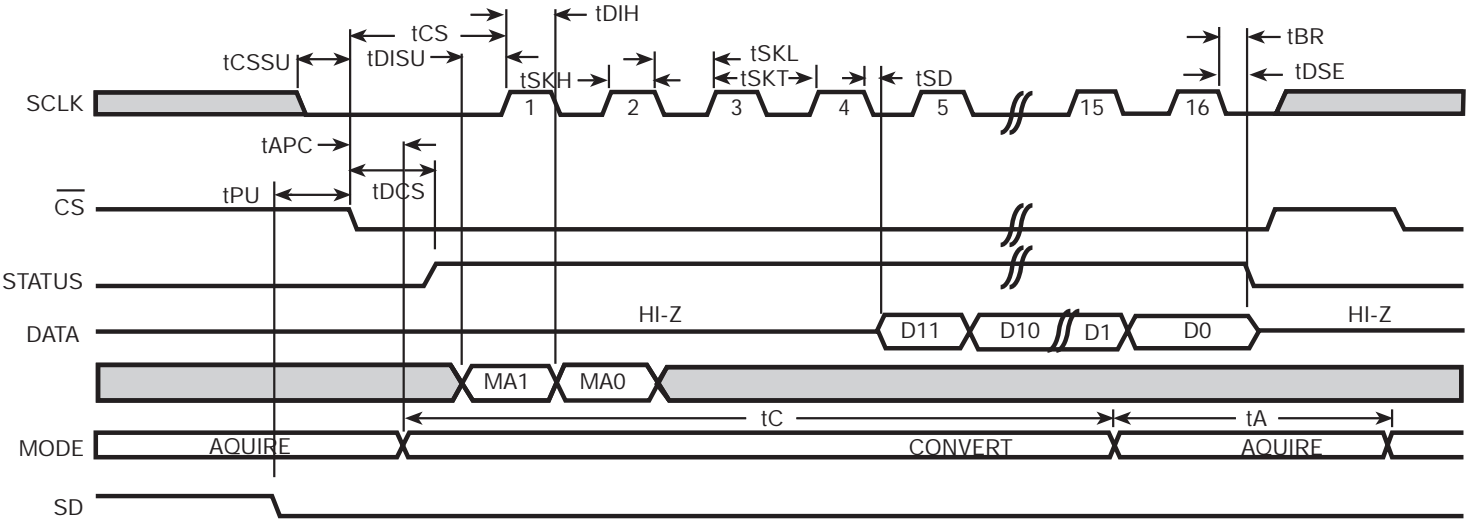 tDIH
tCS
tBR
tCSSU
tDISU
tSKL
tSKH
tSKT
tSD
tDSE
SCLK
1
2
3
4
5
15
16
tAPC
tPU
tDCS
CS
STATUS
HI-Z
HI-Z
DATA
D11
D10
D1
D0
MA1
MA0
tC
tA
MODE
AQUIRE
CONVERT
AQUIRE
SD